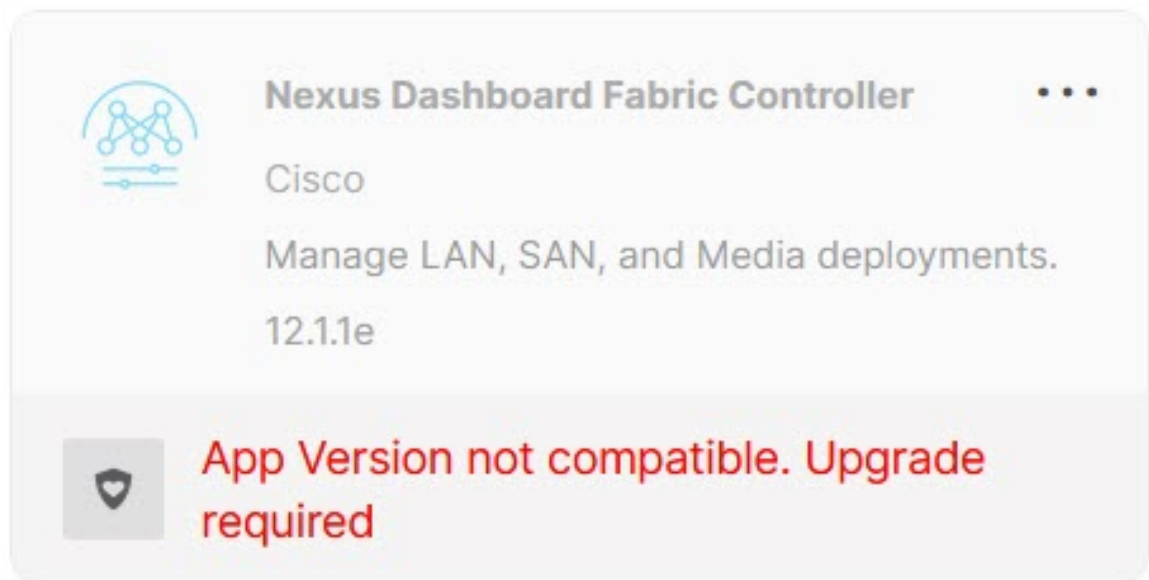 Nexus Dashboard Fabric Controller
Cisco
Manage LAN, SAN, and Media deployments.
12.1.1e
App Version not compatible. Upgrade
required